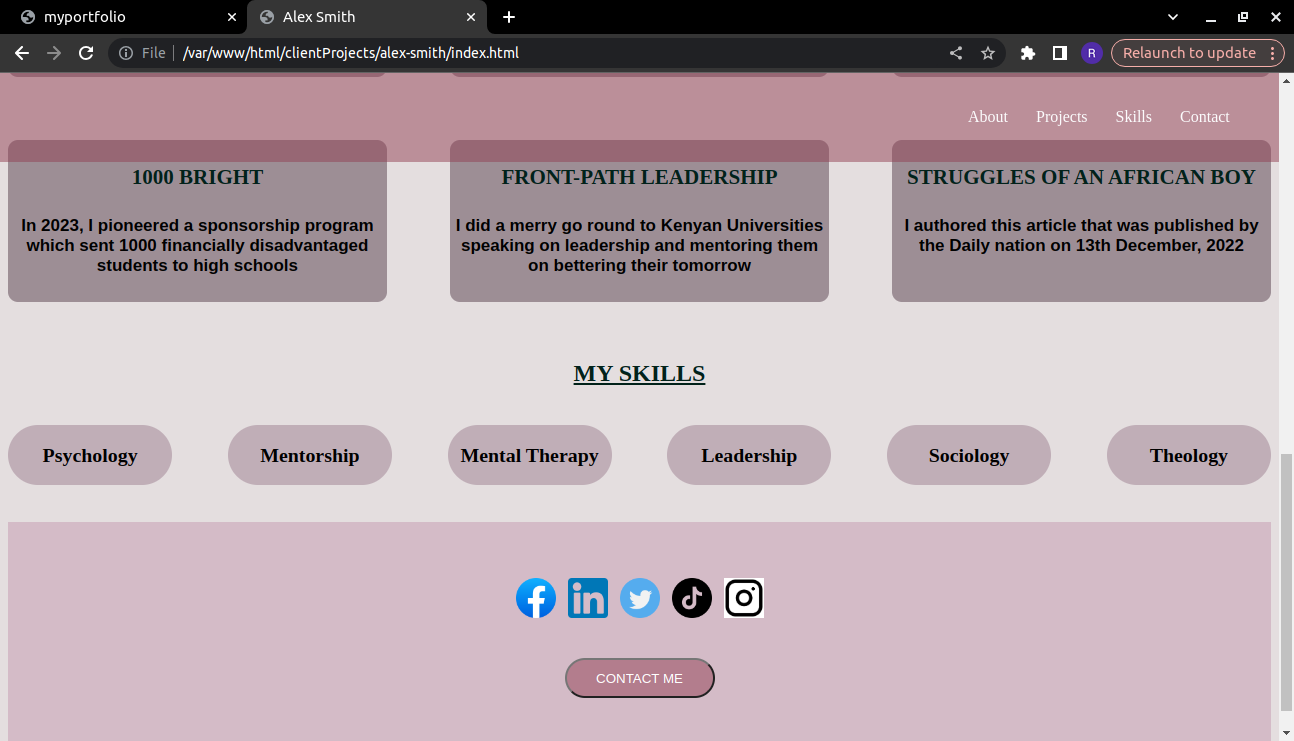 myportfolio
Alex Smith
File
/var/www/html/clientProjects/alex-smith/index.html
R
Relaunch to update
About Projects Skills Contact
1000 BRIGHT
In 2023, I pioneered a sponsorship program
which sent 1000 financially disadvantaged
students to high schools
FRONT-PATH LEADERSHIP
I did a merry go round to Kenyan Universities
speaking on leadership and mentoring them
on bettering their tomorrow
STRUGGLES OF AN AFRICAN BOY
I authored this article that was published by
the Daily nation on 13th December, 2022
MY SKILLS
Psychology
Mentorship
Mental Therapy
Leadership
Sociology
Theology
in
CONTACT ME